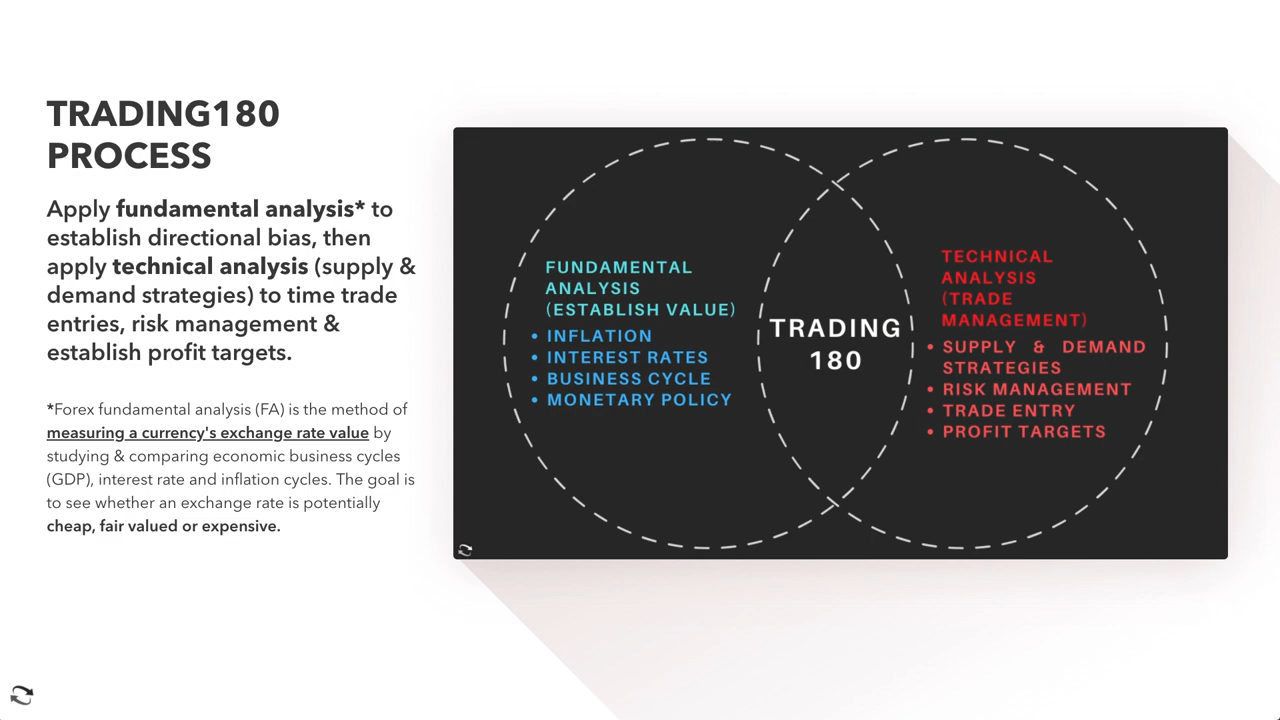 TRADING180
PROCESS
Apply fundamental analysis* to
establish directional bias, then
apply technical analysis (supply &
demand strategies) to time trade
entries, risk management &
establish profit targets.
*Forex fundamental analysis (FA) is the method of
measuring a currency's exchange rate value by
studying & comparing economic business cycles
(GDP), interest rate and inflation cycles. The goal is
to see whether an exchange rate is potentially
cheap, fair valued or expensive.
FUNDAMENTAL
ANALYSIS
(ESTABLISH VALUE)
• INFLATION
• INTEREST RATES
• BUSINESS CYCLE
• MONETARY POLICY
TRADING
180
TECHNICAL
ANALYSIS
(TRADE
MANAGEMENT)
• SUPPLY & DEMAND
STRATEGIES
• RISK MANAGEMENT
• TRADE ENTRY
• PROFIT TARGETS